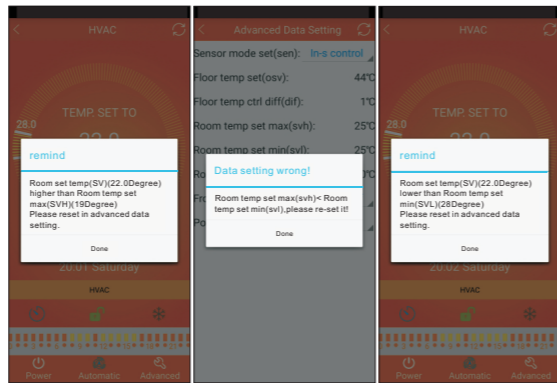 HVAC
TEMP. SET TO
28.0
remind
Room set temp(SV)(22.0Degree)
higher than Room temp set
max(SVH)(19Degree)
Please reset in advanced data
setting.
Done
20:01 Saturday
HVAC
Power Automatic Advanced
Advanced Data Setting
Sensor mode set(sen): In-s control
Floor temp set(osv): 44℃
Floor temp ctrl diff(dif): 1℃
Room temp set max(svh): 25℃
Room temp set min(svl): 25℃
Data setting wrong!
Room temp set max(svh)< Room
temp set min(svl),please re-set it!
Done
HVAC
TEMP. SET TO
28.0
remind
Room set temp(SV)(22.0Degree)
lower than Room temp set
min(SVL)(28Degree)
Please reset in advanced data
setting.
Done
20:02 Saturday
HVAC
Power Automatic Advanced